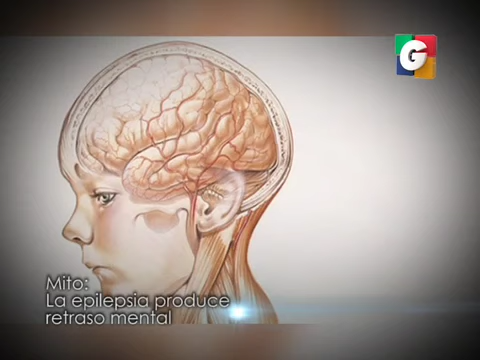 G
Mito:
La epilepsia produce
retraso mental